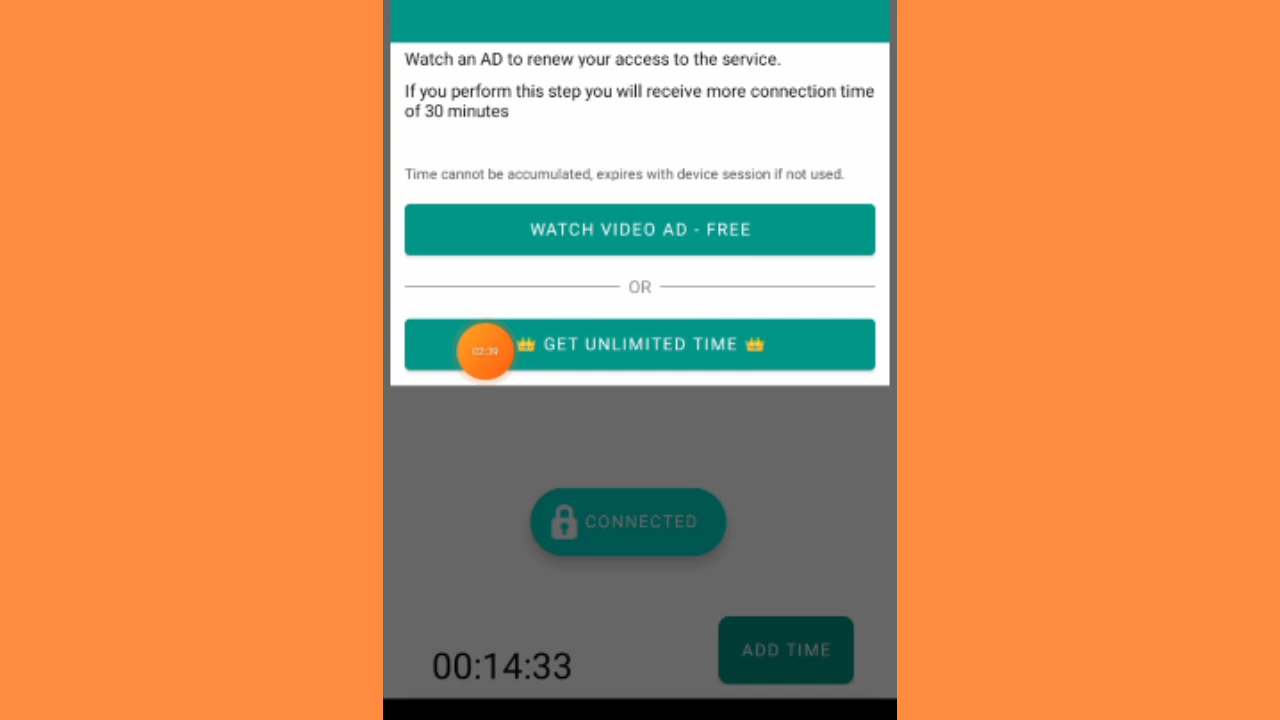 Watch an AD to renew your access to the service.
If you perform this step you will receive more connection time
of 30 minutes
Time cannot be accumulated, expires with device session if not used.
WATCH VIDEO AD - FREE
OR
02:39
👑 GET UNLIMITED TIME 👑
CONNECTED
ADD TIME
00:14:33